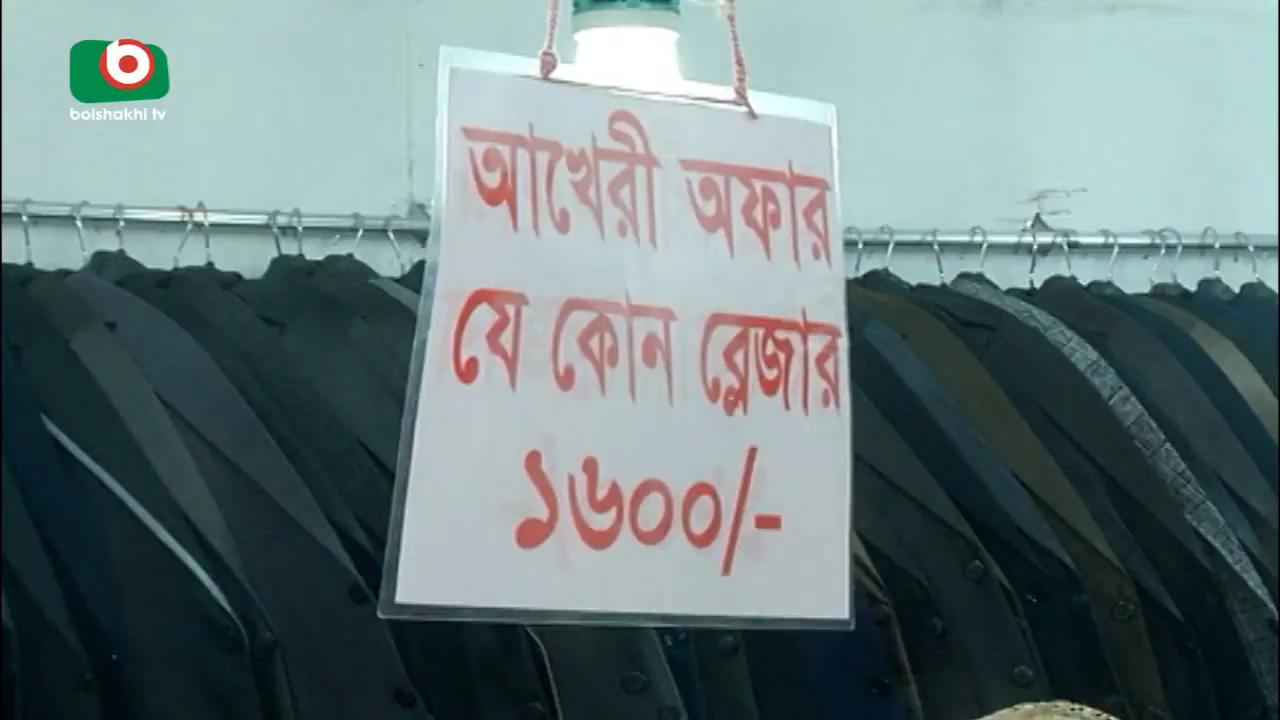 boishakhi tv
আখেরী অফার
যে কোন ব্লেজার
১৬০০/-